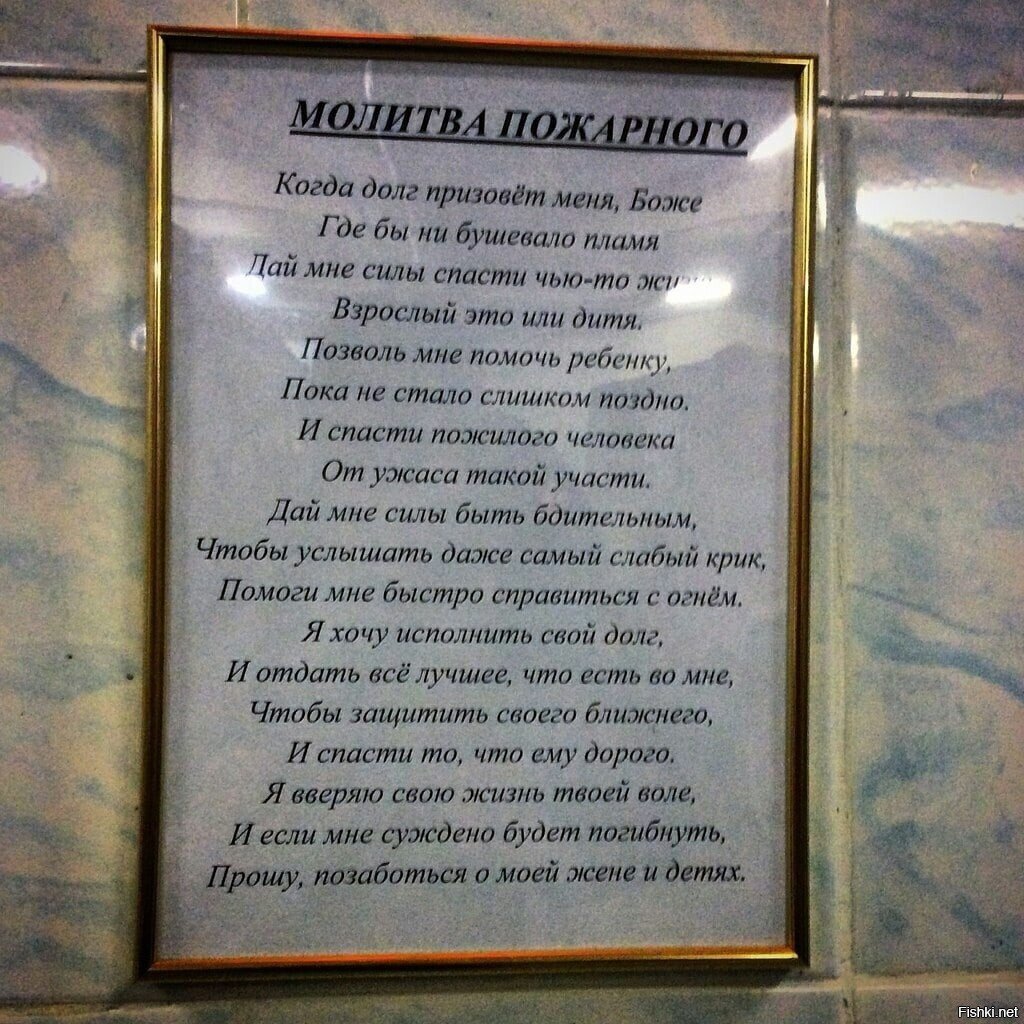 МОЛИТВА ПОЖАРНОГО
Когда долг призовёт меня, Боже
Где бы ни бушевало пламя
Дай мне силы спасти чью-то
Взрослый это или дитя.
Позволь мне помочь ребенку,
Пока не стало слишком поздно.
И спасти пожилого человека
От ужаса такой участи.
Дай мне силы быть бдительным,
Чтобы услышать даже самый слабый крик,
Помоги мне быстро справиться с огнём.
Я хочу исполнить свой долг,
И отдать всё лучшее, что есть во мне,
Чтобы защитить своего ближнего,
И спасти то, что ему дорого.
Я вверяю свою жизнь твоей воле,
И если мне суждено будет погибнуть,
Прошу, позаботься о моей жене и детях.
Fishki.net